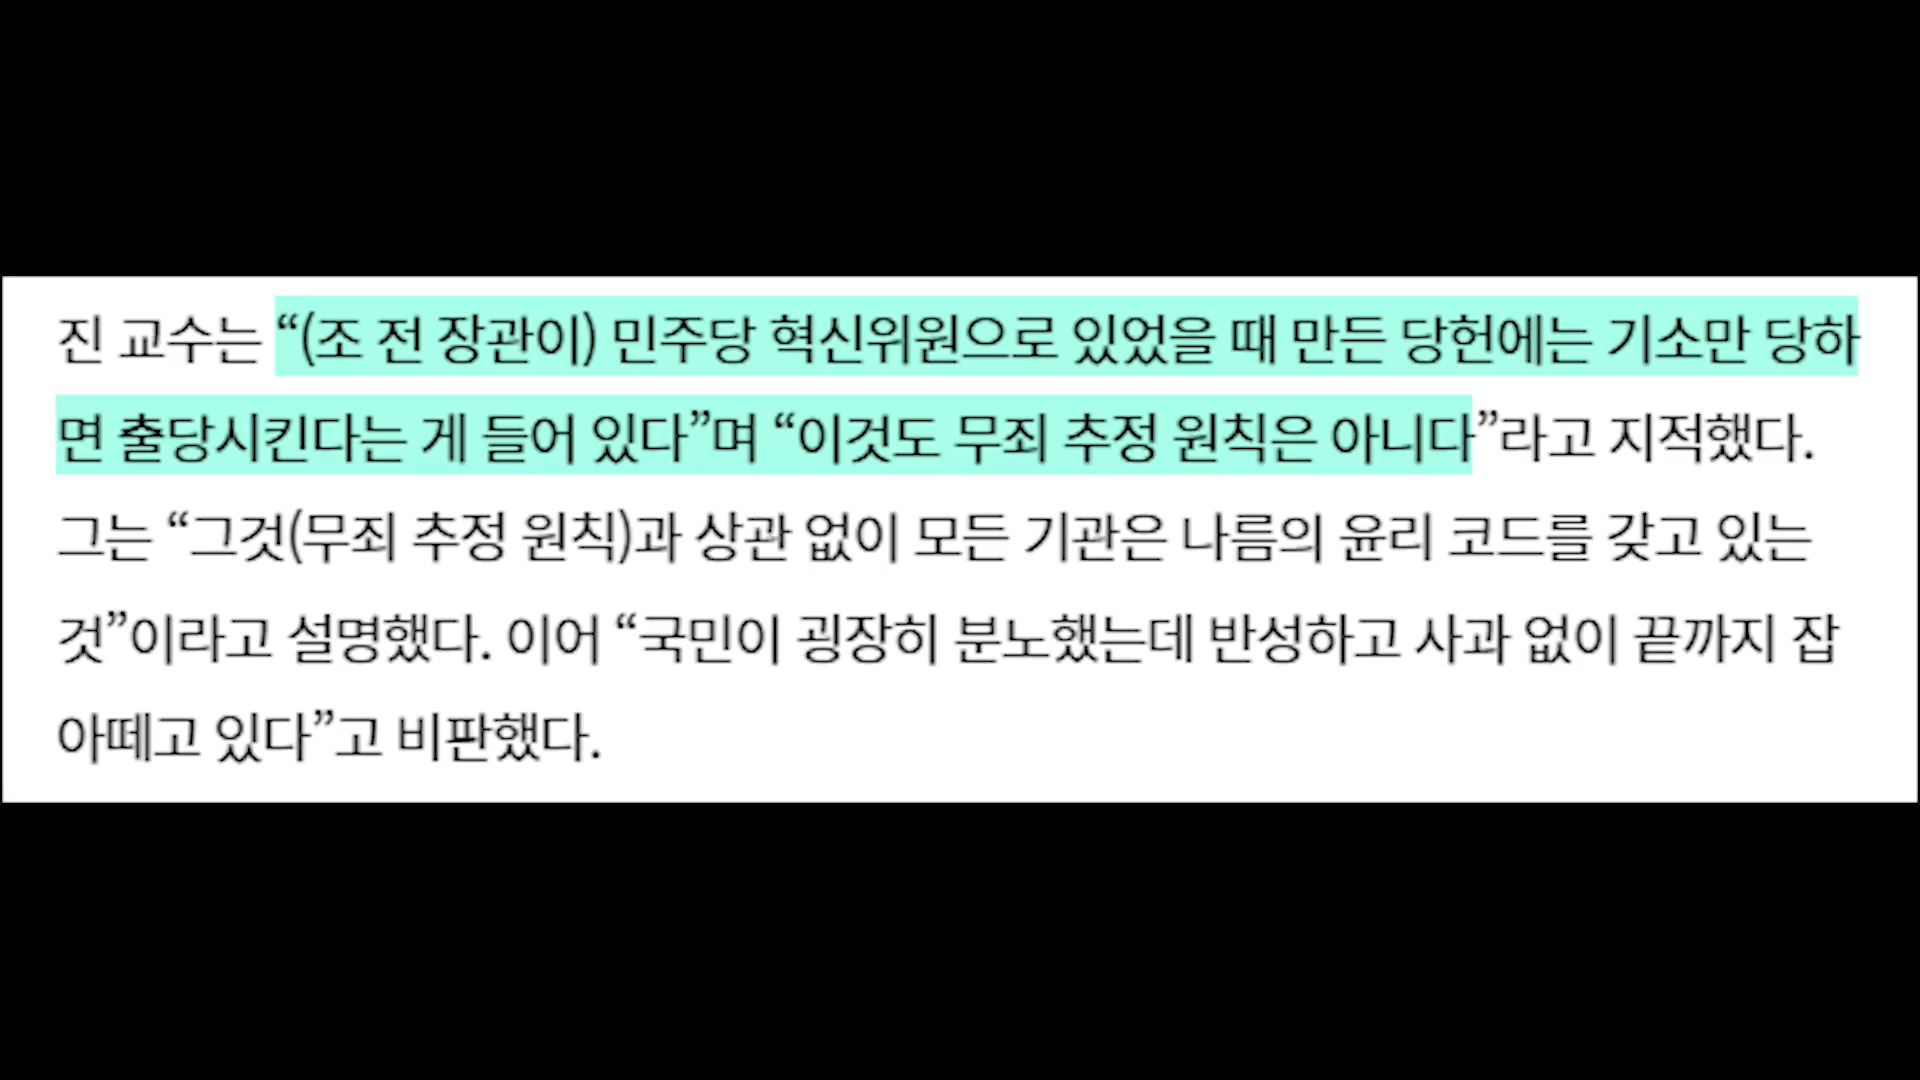 진 교수는 “(조 전 장관이) 민주당 혁신위원으로 있었을 때 만든 당헌에는 기소만 당하
면 출당시킨다는 게 들어 있다”며 “이것도 무죄 추정 원칙은 아니다”라고 지적했다.
그는 “그것(무죄 추정 원칙)과 상관 없이 모든 기관은 나름의 윤리 코드를 갖고 있는
것”이라고 설명했다. 이어 “국민이 굉장히 분노했는데 반성하고 사과 없이 끝까지 잡
아떼고 있다”고 비판했다.